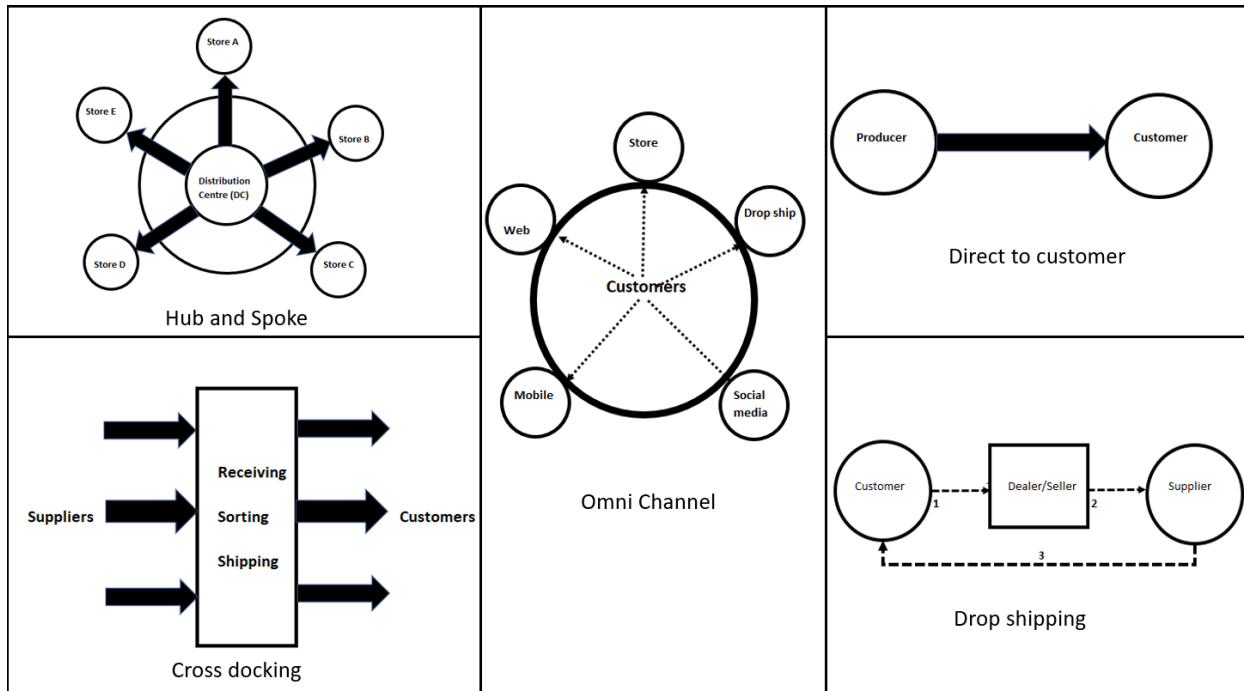 Store A
Store E
Store B
Distribution
Centre (DC)
Store D
Store C
Hub and Spoke
Suppliers
Receiving
Sorting
Shipping
Customers
Cross docking
Store
Web
Drop ship
Customers
Mobile
Social
media
Omni Channel
Producer
Customer
Direct to customer
Customer
1
Dealer/Seller
2
Supplier
3
Drop shipping